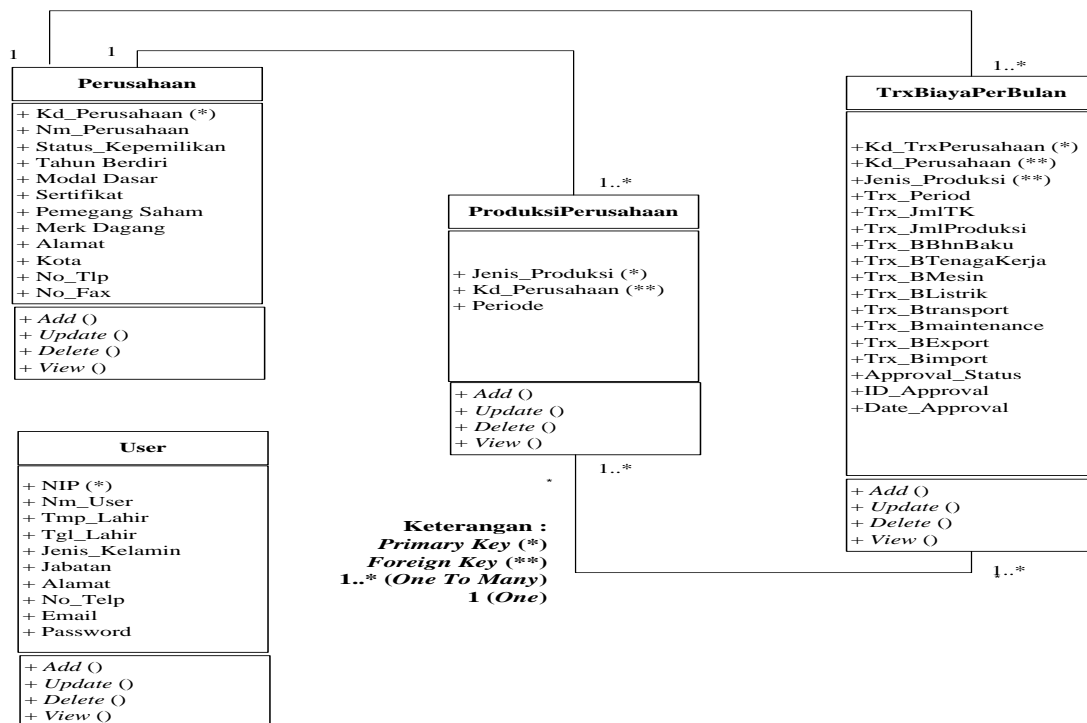 1
1
1..*
Perusahaan
+ Kd_Perusahaan (*)
+ Nm_Perusahaan
+ Status_Kepemilikan
+ Tahun Berdiri
+ Modal Dasar
+ Sertifikat
+ Pemegang Saham
+ Merk Dagang
+ Alamat
+ Kota
+ No_Tlp
+ No_Fax
+ Add ()
+ Update ()
+ Delete ()
+ View ()
1..*
ProduksiPerusahaan
+ Jenis_Produksi (*)
+ Kd_Perusahaan (**)
+ Periode
+ Add ()
+ Update ()
+ Delete ()
+ View ()
1..*
*
TrxBiayaPerBulan
+Kd_TrxPerusahaan (*)
+Kd_Perusahaan (**)
+Jenis_Produksi (**)
+Trx_Period
+Trx_JmlTK
+Trx_JmlProduksi
+Trx_BBhnBaku
+Trx_BTenagaKerja
+Trx_BMesin
+Trx_BListrik
+Trx_Btransport
+Trx_Bmaintenance
+Trx_BExport
+Trx_Bimport
+Approval_Status
+ID_Approval
+Date_Approval
+ Add ()
+ Update ()
+ Delete ()
+ View ()
1..*
User
+ NIP (*)
+ Nm_User
+ Tmp_Lahir
+ Tgl_Lahir
+ Jenis_Kelamin
+ Jabatan
+ Alamat
+ No_Telp
+ Email
+ Password
+ Add ()
+ Update ()
+ Delete ()
+ View ()
Keterangan :
Primary Key (*)
Foreign Key (**)
1..* (One To Many)
1 (One)